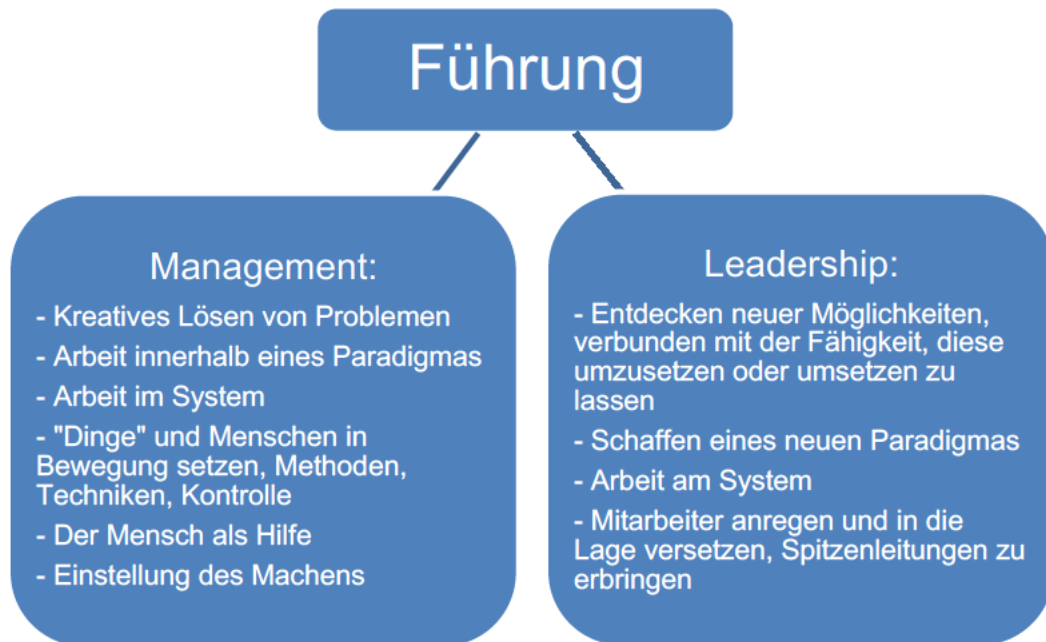 Führung
Management:
- Kreatives Lösen von Problemen
- Arbeit innerhalb eines Paradigmas
- Arbeit im System
- "Dinge" und Menschen in
Bewegung setzen, Methoden,
Techniken, Kontrolle
- Der Mensch als Hilfe
- Einstellung des Machens
Leadership:
- Entdecken neuer Möglichkeiten,
verbunden mit der Fähigkeit, diese
umzusetzen oder umsetzen zu
lassen
- Schaffen eines neuen Paradigmas
- Arbeit am System
- Mitarbeiter anregen und in die
Lage versetzen, Spitzenleitungen zu
erbringen